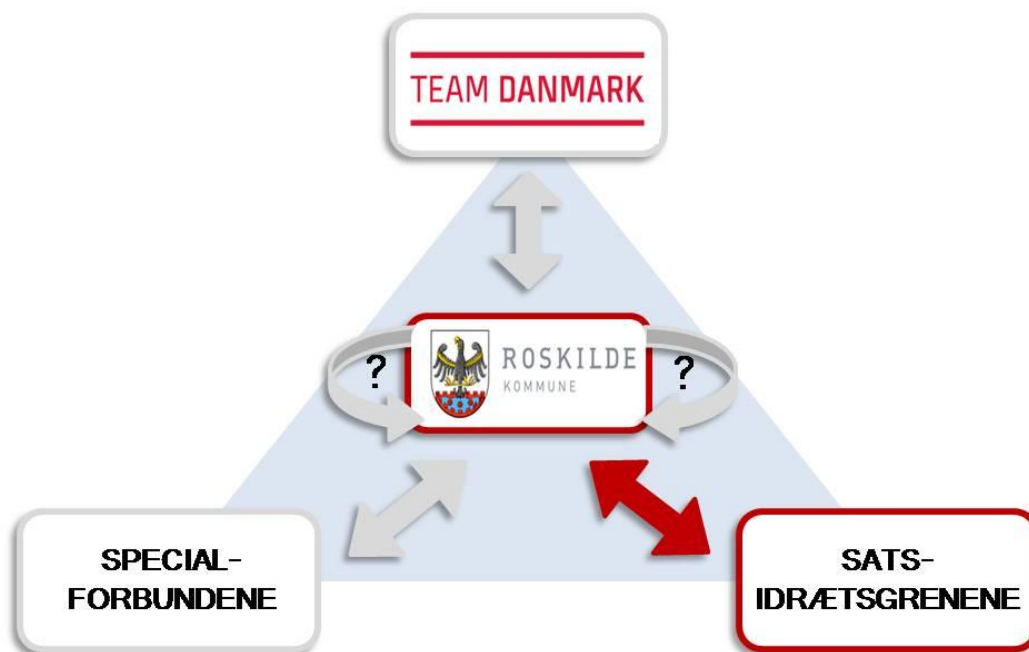 TEAM DANMARK
ROSKILDE
KOMMUNE
?
?
SPECIAL-
FORBUNDENE
SATS-
IDRÆTSGRENENE